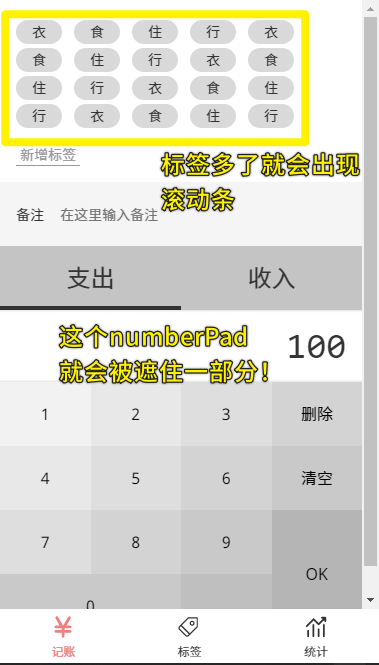 衣 食 住 行 衣
食 住 行 衣 食
住 行 衣 食 住
行 衣 食 住 行
新增标签
标签多了就会出现
滚动条
备注 在这里输入备注
支出 收入
这个numberPad
100
就会被遮住一部分！
1 2 3 删除
4 5 6 清空
7 8 9
OK
0
记账 标签 统计